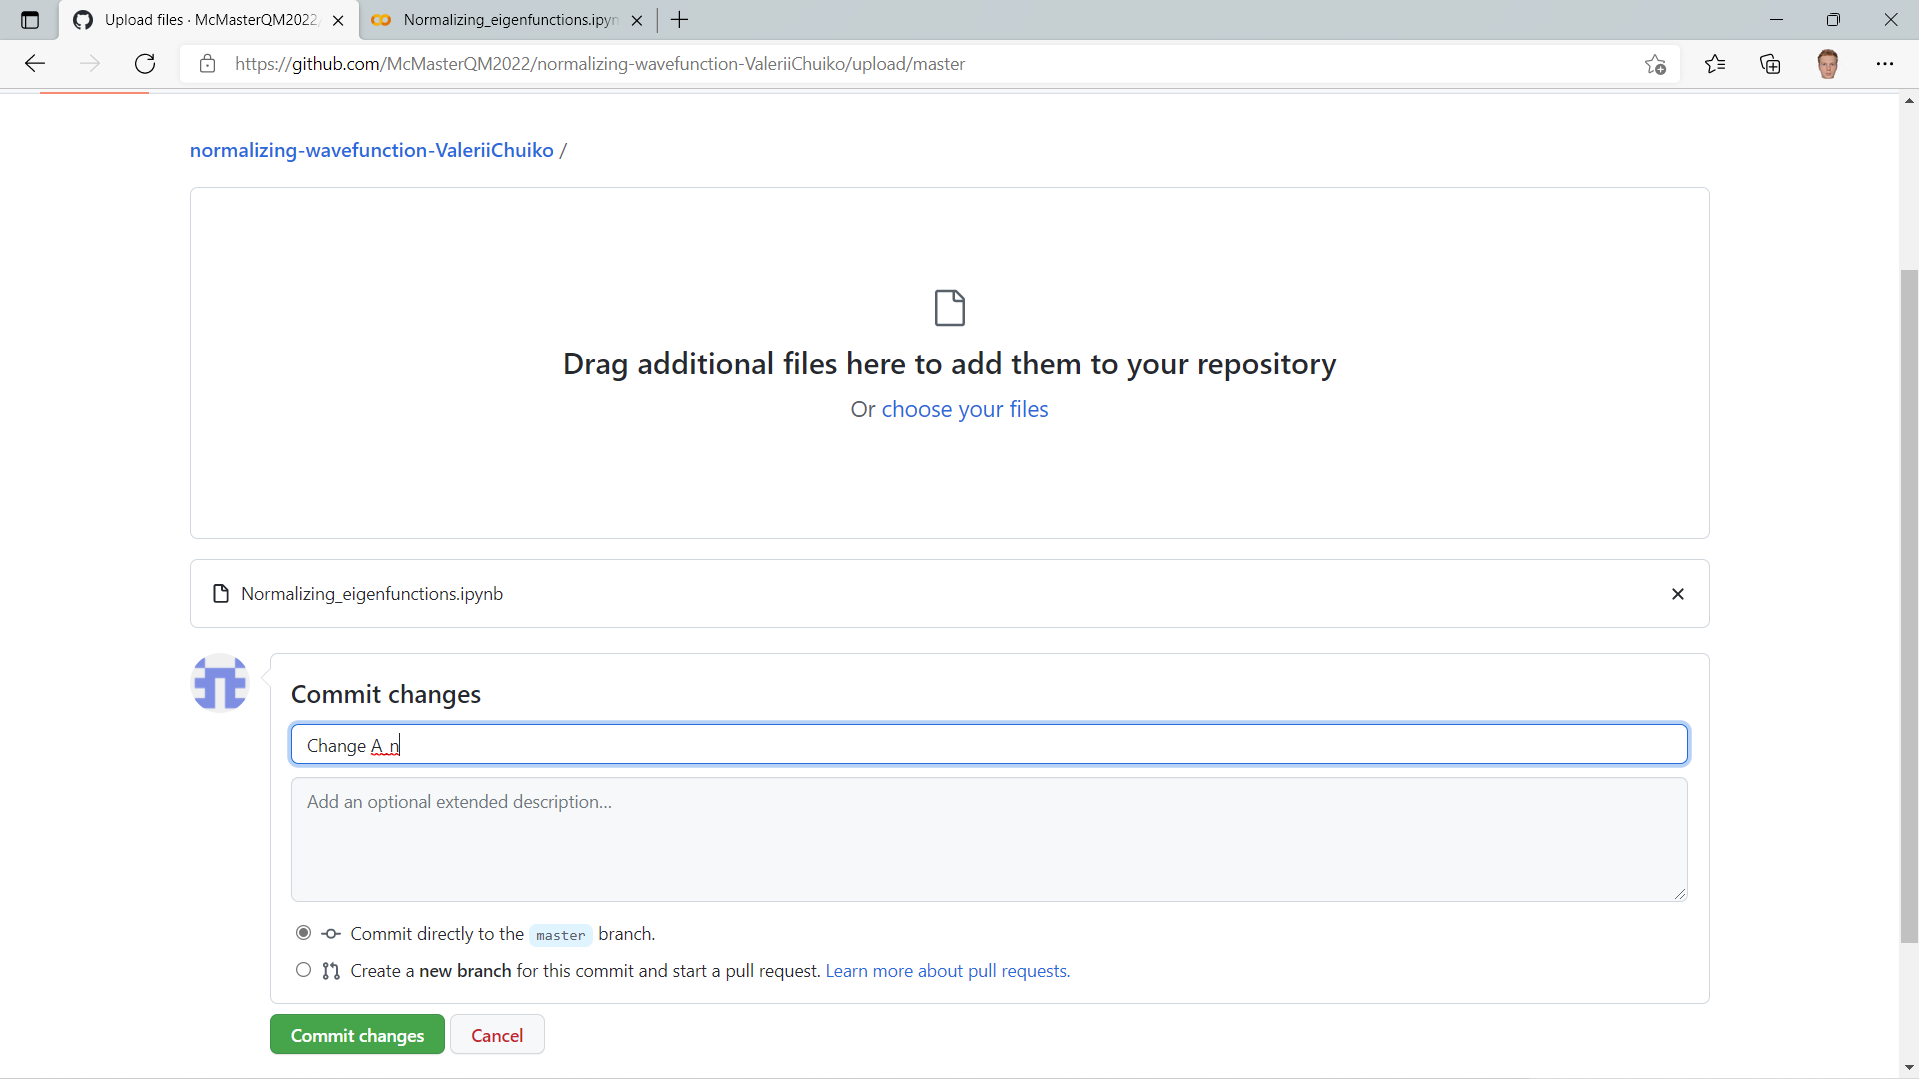 Upload files · McMasterQM2022/
Normalizing_eigenfunctions.ipyn
https://github.com/McMasterQM2022/normalizing-wavefunction-ValeriiChuiko/upload/master
normalizing-wavefunction-ValeriiChuiko /
Drag additional files here to add them to your repository
Or choose your files
Normalizing_eigenfunctions.ipynb
Commit changes
Change A_n
Add an optional extended description...
Commit directly to the master branch.
Create a new branch for this commit and start a pull request. Learn more about pull requests.
Commit changes
Cancel